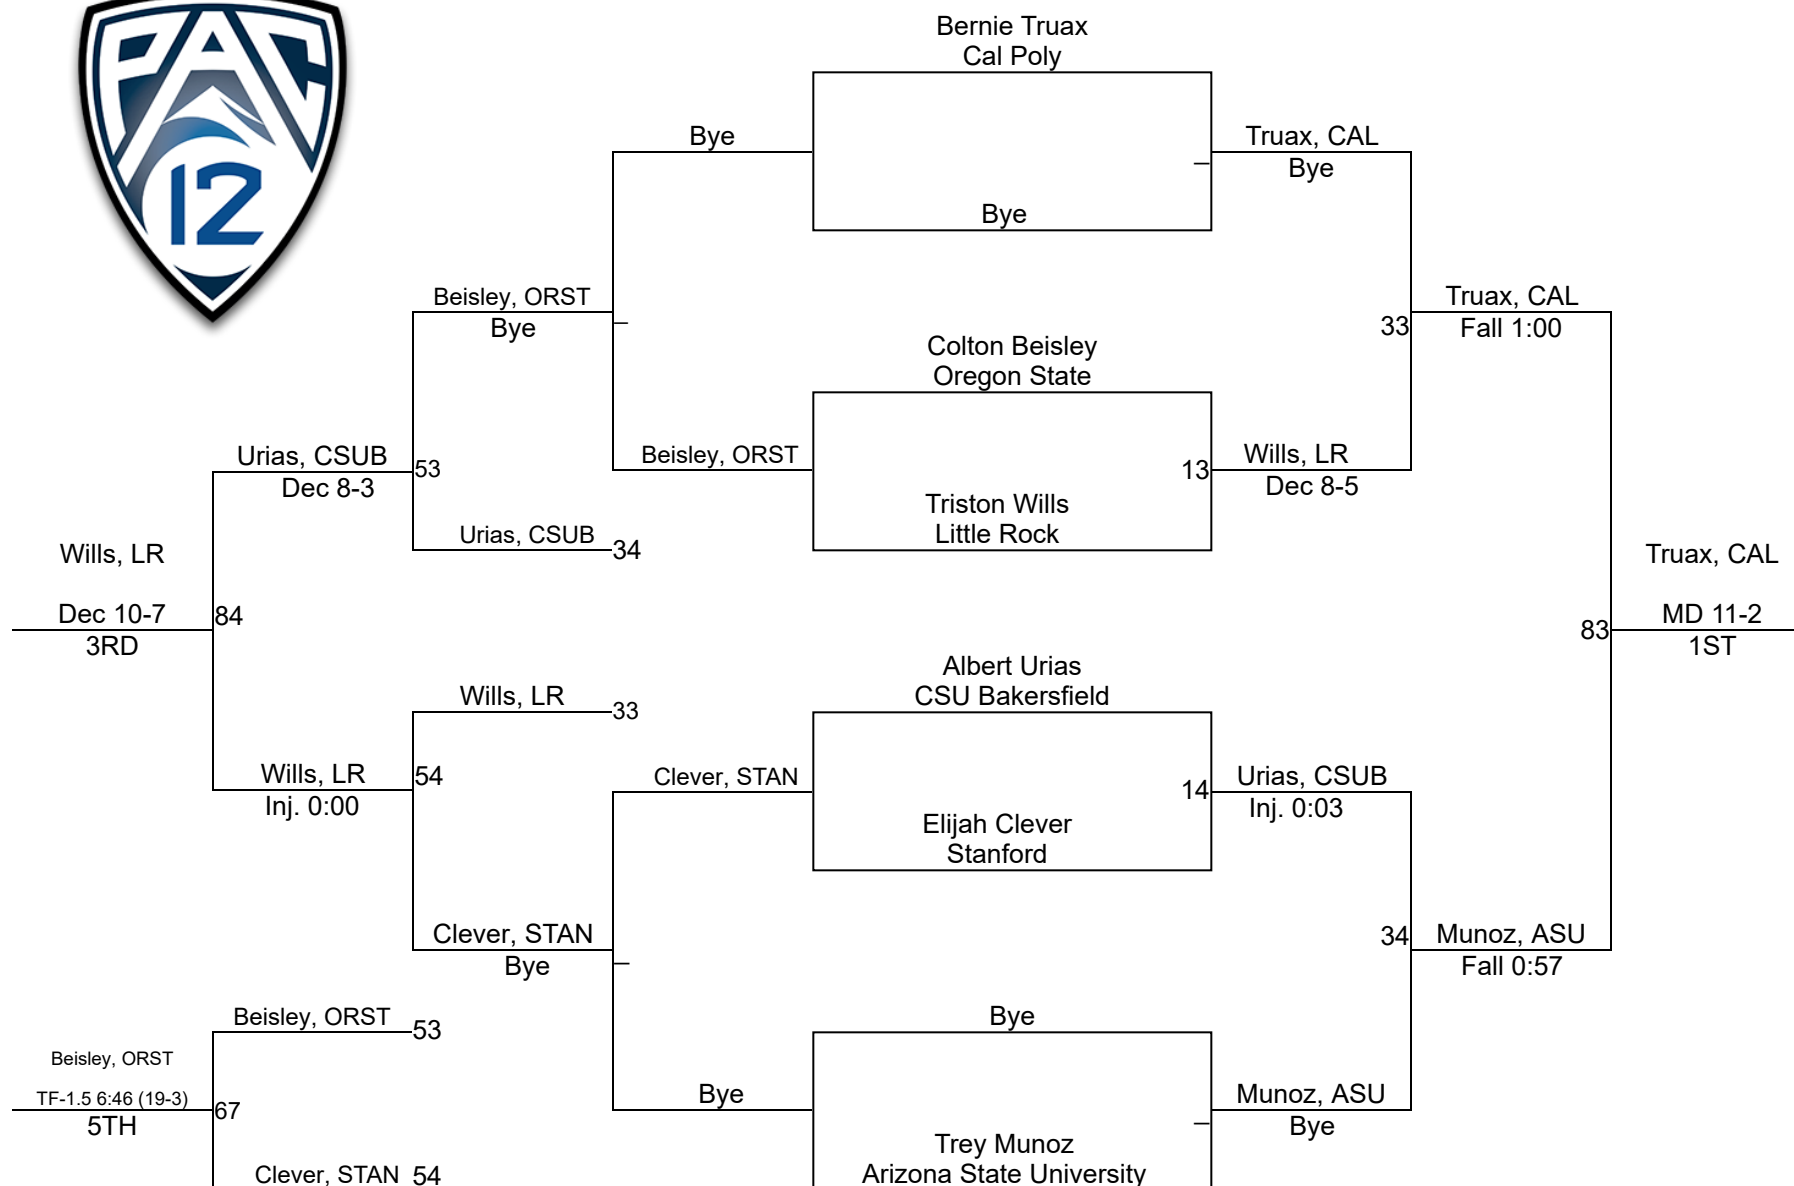 PAC
12
Bernie Truax
Cal Poly
Bye
Truax, CAL
Bye
Bye
Beisley, ORST
Bye
Truax, CAL
33
Fall 1:00
Colton Beisley
Oregon State
Urias, CSUB
53
Dec 8-3
Beisley, ORST
13
Wills, LR
Dec 8-5
Triston Wills
Little Rock
Urias, CSUB
34
Wills, LR
Truax, CAL
Dec 10-7
84
3RD
83
MD 11-2
1ST
Albert Urias
CSU Bakersfield
Wills, LR
33
Wills, LR
54
Inj. 0:00
Clever, STAN
14
Urias, CSUB
Inj. 0:03
Elijah Clever
Stanford
Clever, STAN
Bye
34
Munoz, ASU
Fall 0:57
Beisley, ORST
53
Bye
Beisley, ORST
TF-1.5 6:46 (19-3)
67
5TH
Bye
Munoz, ASU
Bye
Trey Munoz
Arizona State University
Clever, STAN
54